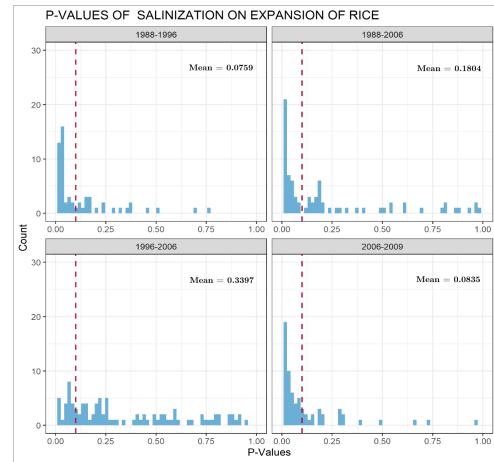 P-VALUES OF SALINIZATION ON EXPANSION OF RICE
1988-1996
1988-2006
Mean = 0.0759
Mean = 0.1804
30
20
10
0
0.00 0.25 0.50 0.75 1.00
0.00 0.25 0.50 0.75 1.00
Count
1996-2006
2006-2009
Mean = 0.3397
Mean = 0.0835
30
20
10
0
0.00 0.25 0.50 0.75 1.00
0.00 0.25 0.50 0.75 1.00
P-Values